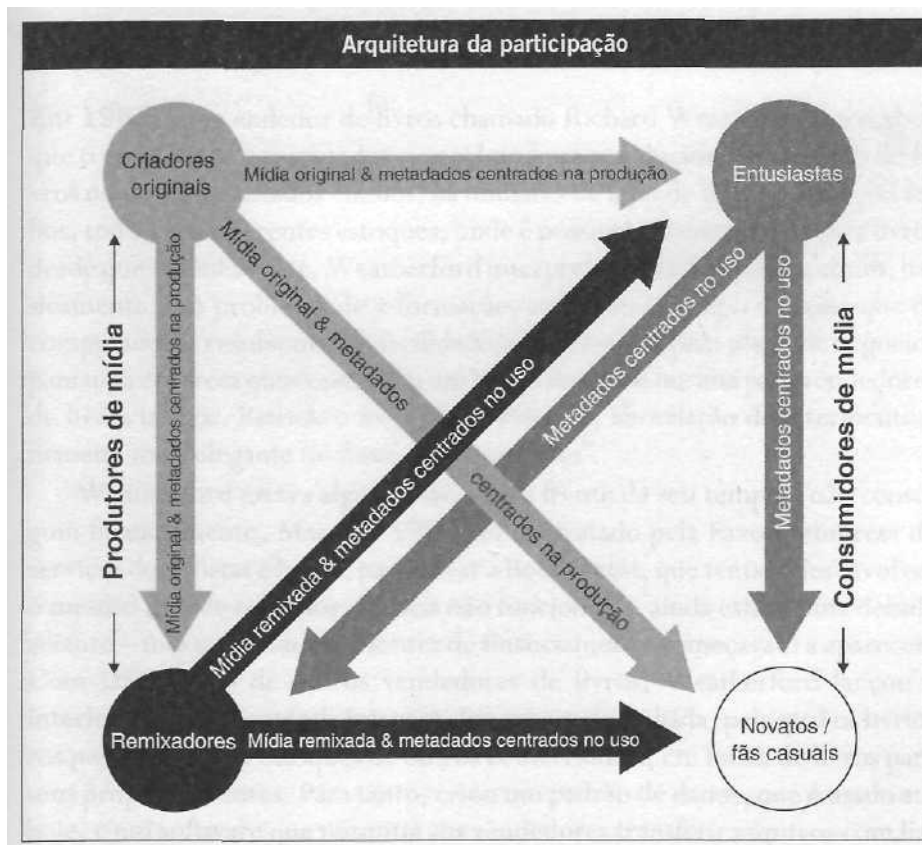 Arquitetura da participação
Criadores
originais
Mídia original & metadados centrados na produção
Entusiastas
Produtores de mídia
Mídia original & metadados centrados na produção
Mídia original & metadados
centrados na produção
Mídia remixada & metadados centrados no uso
Metadados centrados no uso
Metadados centrados no uso
Consumidores de mídia
Remixadores
Mídia remixada & metadados centrados no uso
Novatos /
fãs casuais